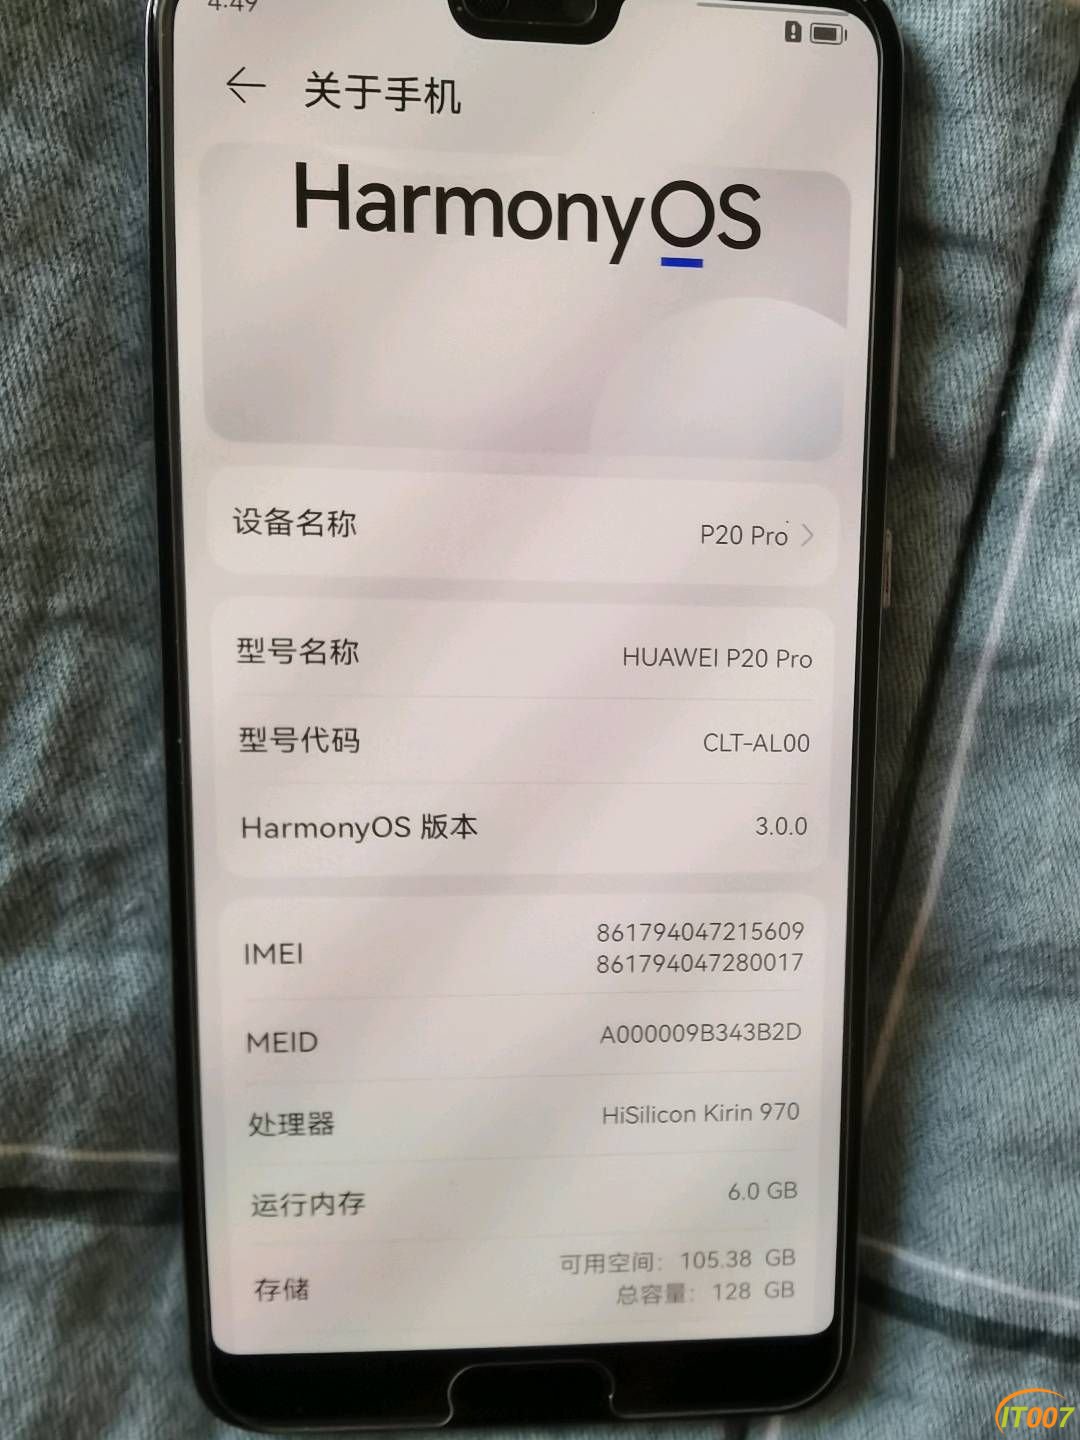 4:49
关于手机
HarmonyOS
设备名称 P20 Pro
型号名称 HUAWEI P20 Pro
型号代码 CLT-AL00
HarmonyOS 版本 3.0.0
IMEI 861794047215609
861794047280017
MEID A000009B343B2D
处理器 HiSilicon Kirin 970
运行内存 6.0 GB
存储 可用空间: 105.38 GB
总容量: 128 GB
IT007